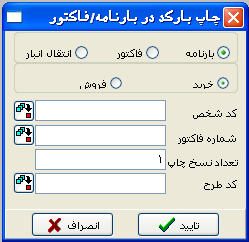 چاپ بارکد در بارنامه/فاکتور
بارنامه فاکتور انتقال انبار
خرید فروش
کد شخص
شماره فاکتور
تعداد نسخ چاپ ۱
کد طرح
تایید انصراف